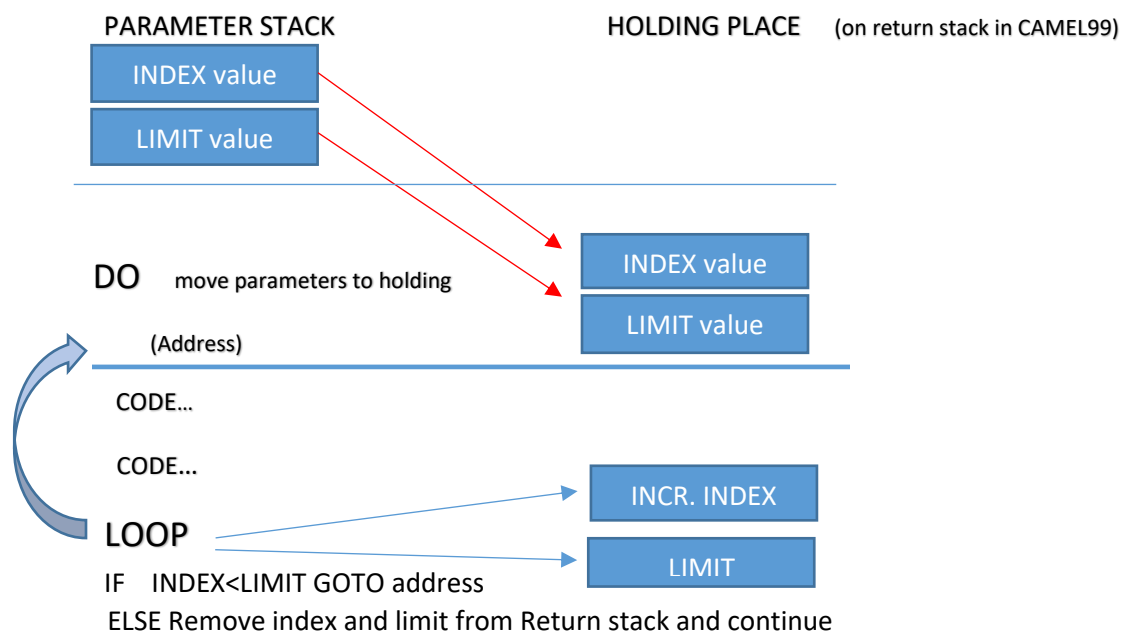 PARAMETER STACK HOLDING PLACE (on return stack in CAMEL99)
INDEX value
LIMIT value
INDEX value
DO move parameters to holding
LIMIT value
(Address)
CODE…
CODE...
INCR. INDEX
LOOP
LIMIT
IF INDEX<LIMIT GOTO address
ELSE Remove index and limit from Return stack and continue